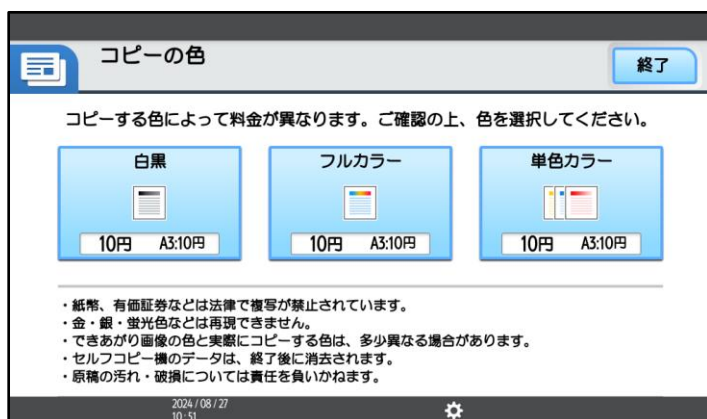 コピーの色
終了
コピーする色によって料金が異なります。ご確認の上、色を選択してください。
白黒
10円 A3:10円
フルカラー
10円 A3:10円
単色カラー
10円 A3:10円
・紙幣、有価証券などは法律で複写が禁止されています。
・金・銀・蛍光色などは再現できません。
・できあがり画像の色と実際にコピーする色は、多少異なる場合があります。
・セルフコピー機のデータは、終了後に消去されます。
・原稿の汚れ・破損については責任を負いかねます。
2024/08/27
10:51